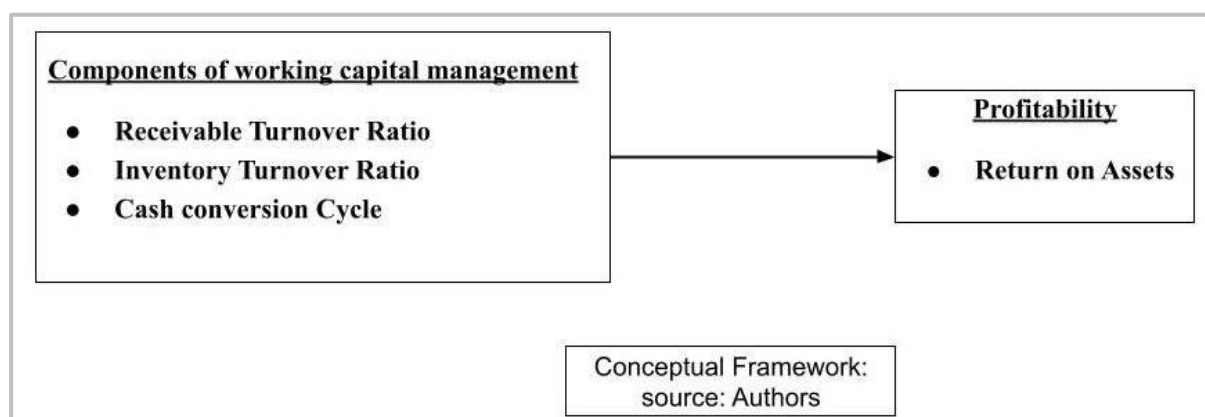 Components of working capital management
● Receivable Turnover Ratio
● Inventory Turnover Ratio
● Cash conversion Cycle
Profitability
● Return on Assets
Conceptual Framework:
source: Authors